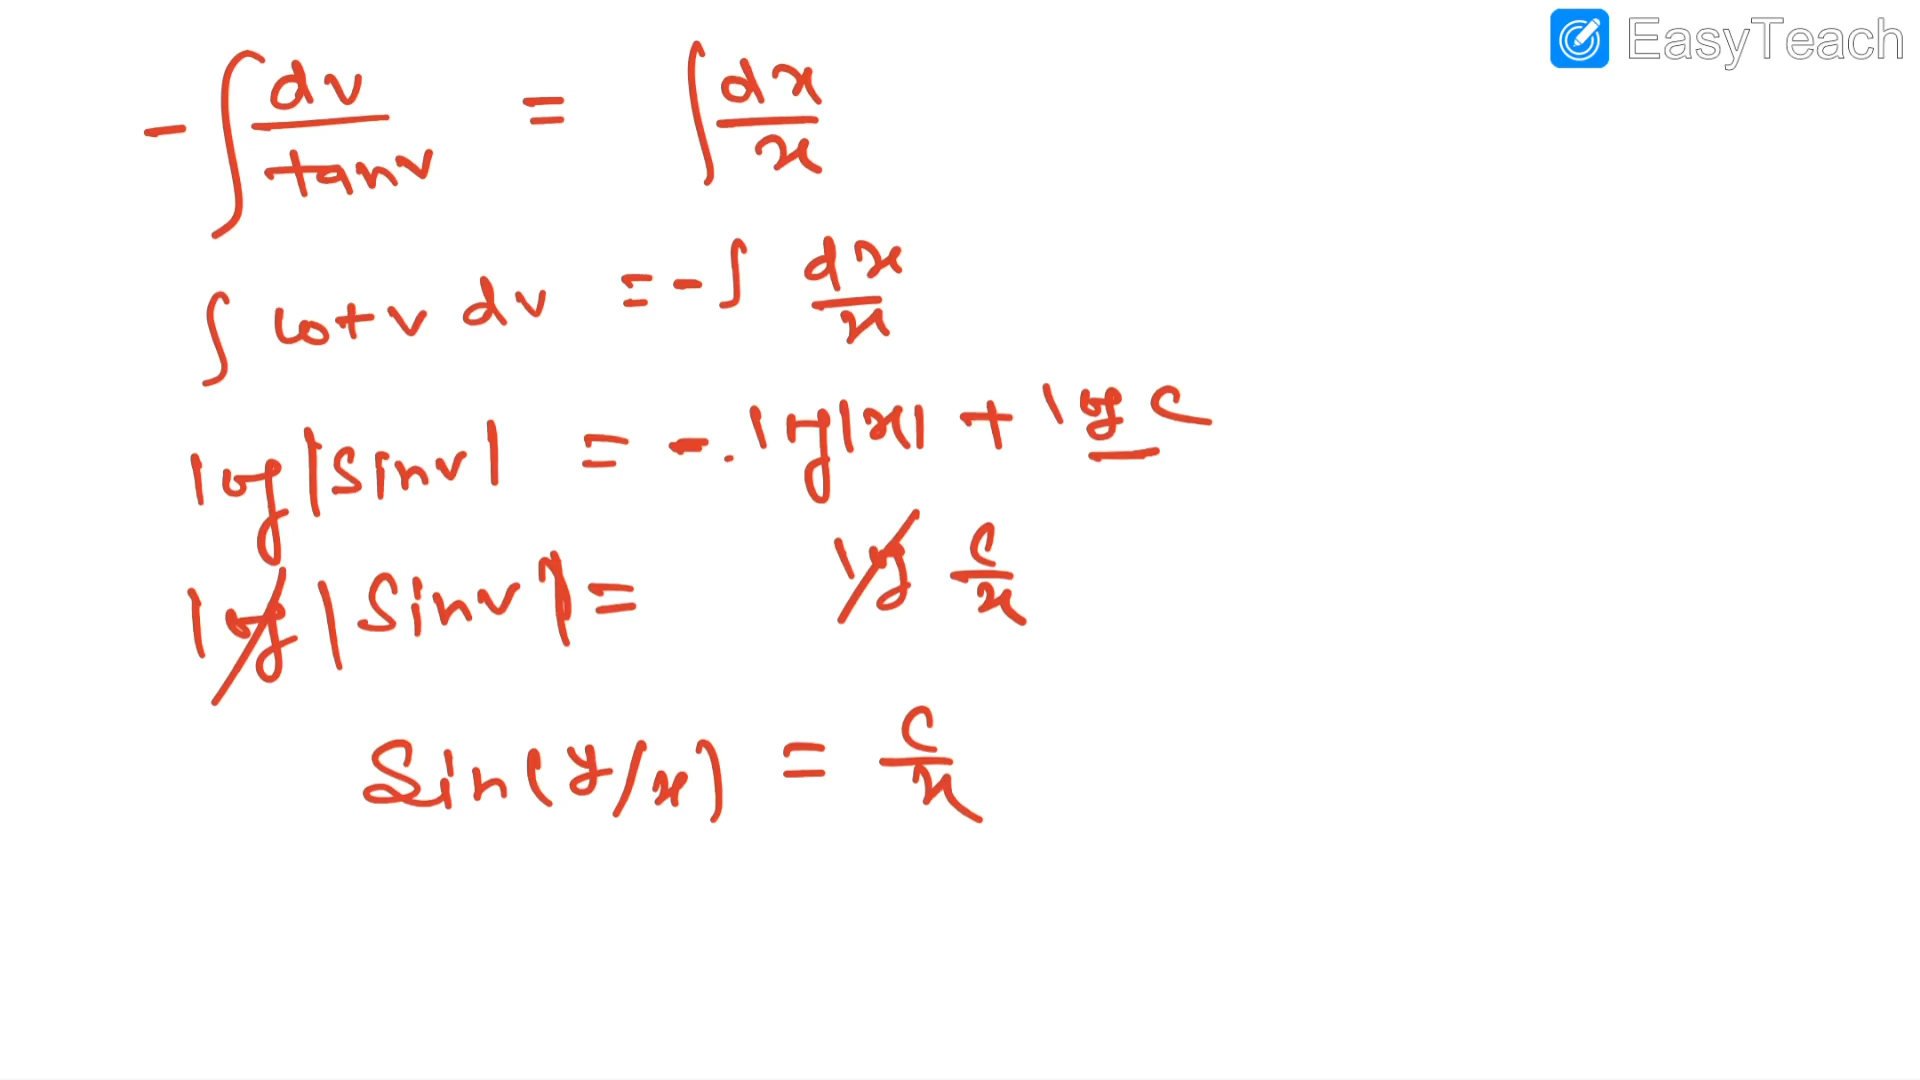 EasyTeach
-∫ dv/tanv = ∫ dx/x
∫ cotv dv = -∫ dx/x
log|sinv| = -.log|x| + log c
log|sinv| = log c/x
Sin(y/x) = c/x